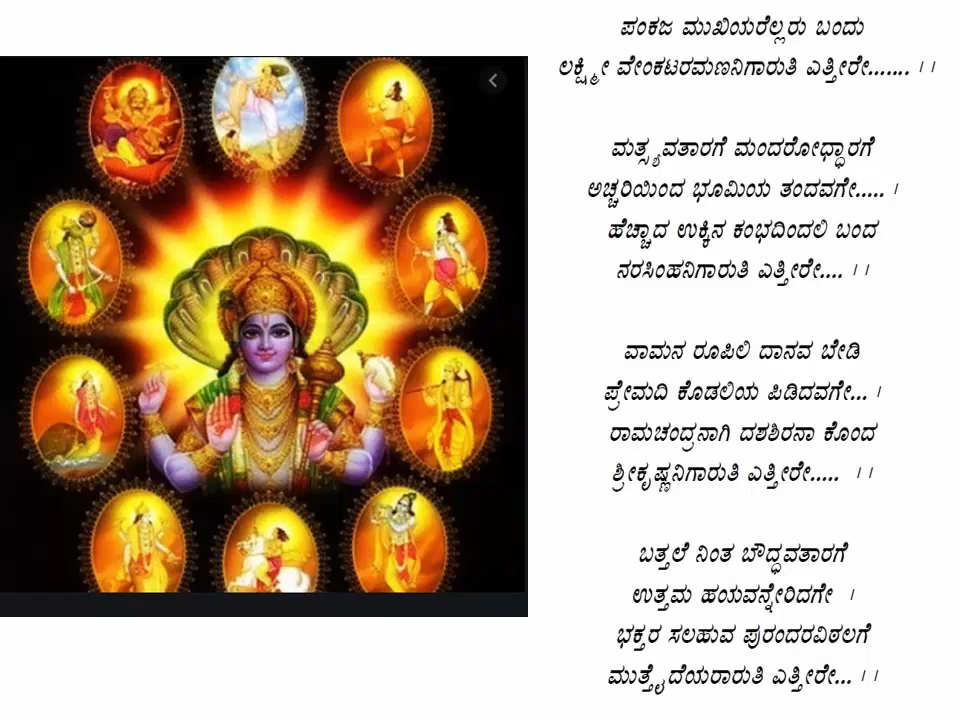 ಪಂಕಜ ಮುಖಿಯರೆಲ್ಲರು ಬಂದು
ಲಕ್ಷ್ಮೀ ವೇಂಕಟರಮಣನಿಗಾರುತಿ ಎತ್ತೀರೇ....... ।।
ಮತ್ಸ್ಯವತಾರಗೆ ಮಂದರೋಧ್ಧಾರಗೆ
ಅಚ್ಚರಿಯಿಂದ ಭೂಮಿಯ ತಂದವಗೇ..... ।
ಹೆಚ್ಚಾದ ಉಕ್ಕಿನ ಕಂಭದಿಂದಲಿ ಬಂದ
ನರಸಿಂಹನಿಗಾರುತಿ ಎತ್ತೀರೇ.... ।।
ವಾಮನ ರೂಪಿಲಿ ದಾನವ ಬೇಡಿ
ಪ್ರೇಮದಿ ಕೊಡಲಿಯ ಪಿಡಿದವಗೇ... ।
ರಾಮಚಂದ್ರನಾಗಿ ದಶಶಿರನಾ ಕೊಂದ
ಶ್ರೀಕೃಷ್ಣನಿಗಾರುತಿ ಎತ್ತೀರೇ..... ।।
ಬತ್ತಲೆ ನಿಂತ ಬೌದ್ಧವತಾರಗೆ
ಉತ್ತಮ ಹಯವನ್ನೇರಿದಗೇ ।
ಭಕ್ತರ ಸಲಹುವ ಪುರಂದರವಿಠಲಗೆ
ಮುತ್ತೈದೆಯರಾರುತಿ ಎತ್ತೀರೇ... ।।